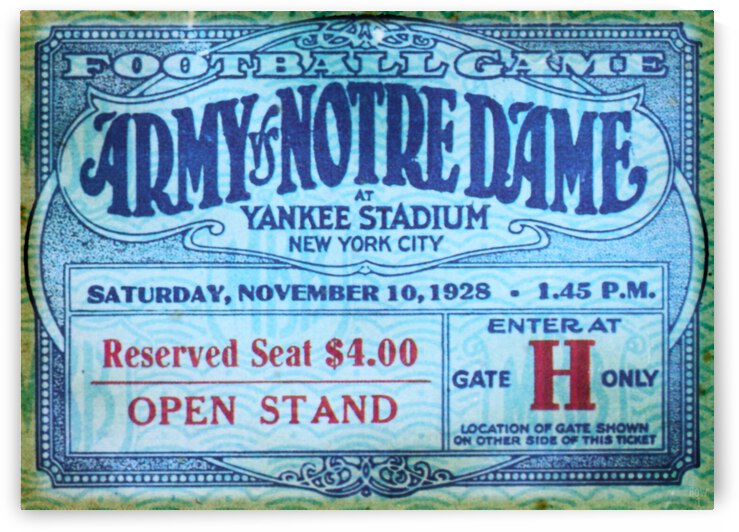 FOOTBALL GAME
ARMY VS NOTRE DAME
AT
YANKEE STADIUM
NEW YORK CITY
SATURDAY, NOVEMBER 10, 1928 • 1.45 P.M.
Reserved Seat $4.00
OPEN STAND
ENTER AT
GATE H ONLY
LOCATION OF GATE SHOWN
ON OTHER SIDE OF THIS TICKET